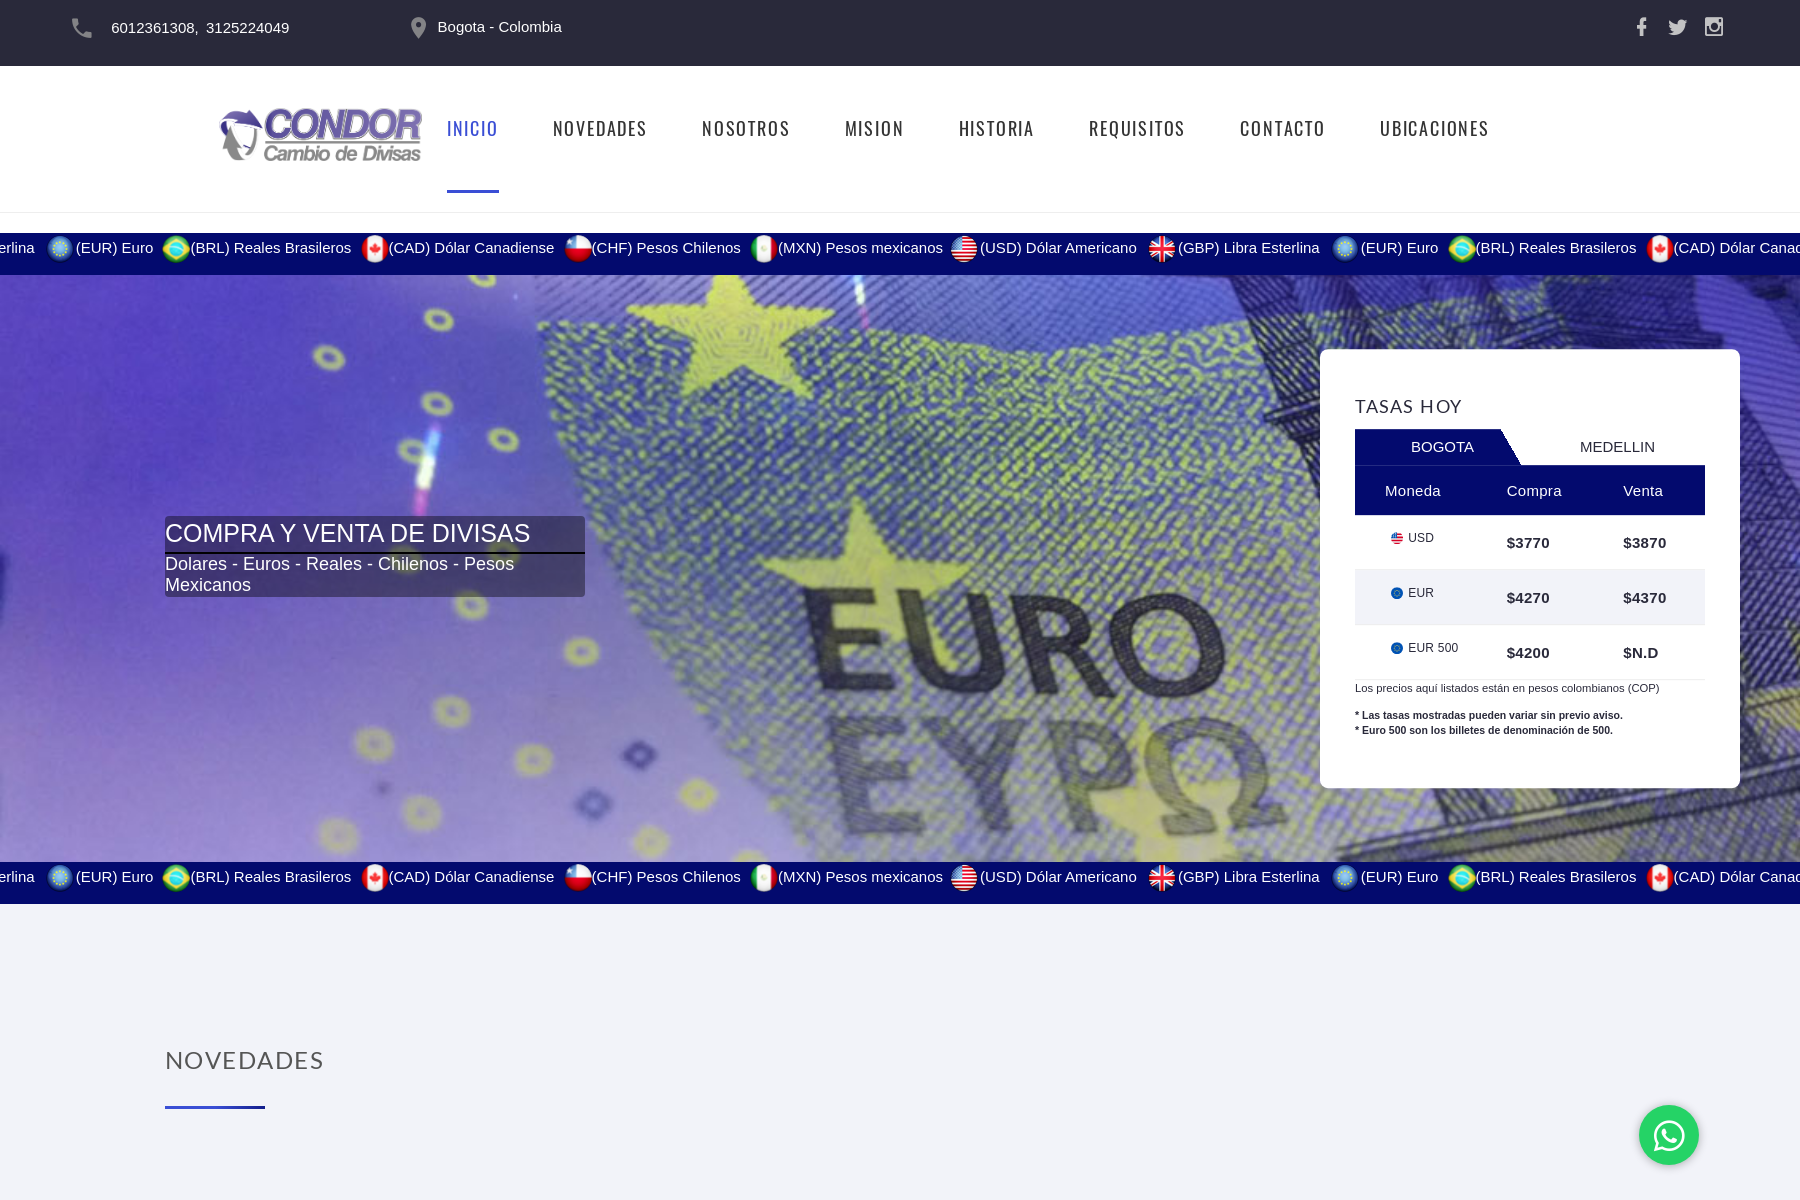 6012361308, 3125224049
Bogota - Colombia
CONDOR
Cambio de Divisas
INICIO
NOVEDADES
NOSOTROS
MISION
HISTORIA
REQUISITOS
CONTACTO
UBICACIONES
erlina (EUR) Euro (BRL) Reales Brasileros (CAD) Dólar Canadiense (CHF) Pesos Chilenos (MXN) Pesos mexicanos (USD) Dólar Americano (GBP) Libra Esterlina (EUR) Euro (BRL) Reales Brasileros (CAD) Dólar Canad
COMPRA Y VENTA DE DIVISAS
Dolares - Euros - Reales - Chilenos - Pesos
Mexicanos
EURO
ΕΥΡΩ
TASAS HOY
BOGOTA MEDELLIN
Moneda Compra Venta
USD $3770 $3870
EUR $4270 $4370
EUR 500 $4200 $N.D
Los precios aquí listados están en pesos colombianos (COP)
* Las tasas mostradas pueden variar sin previo aviso.
* Euro 500 son los billetes de denominación de 500.
erlina (EUR) Euro (BRL) Reales Brasileros (CAD) Dólar Canadiense (CHF) Pesos Chilenos (MXN) Pesos mexicanos (USD) Dólar Americano (GBP) Libra Esterlina (EUR) Euro (BRL) Reales Brasileros (CAD) Dólar Canad
NOVEDADES